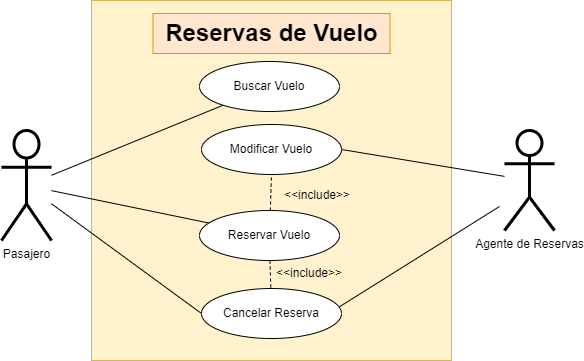 Reservas de Vuelo
Buscar Vuelo
Modificar Vuelo
<<include>>
Reservar Vuelo
<<include>>
Cancelar Reserva
Pasajero
Agente de Reservas